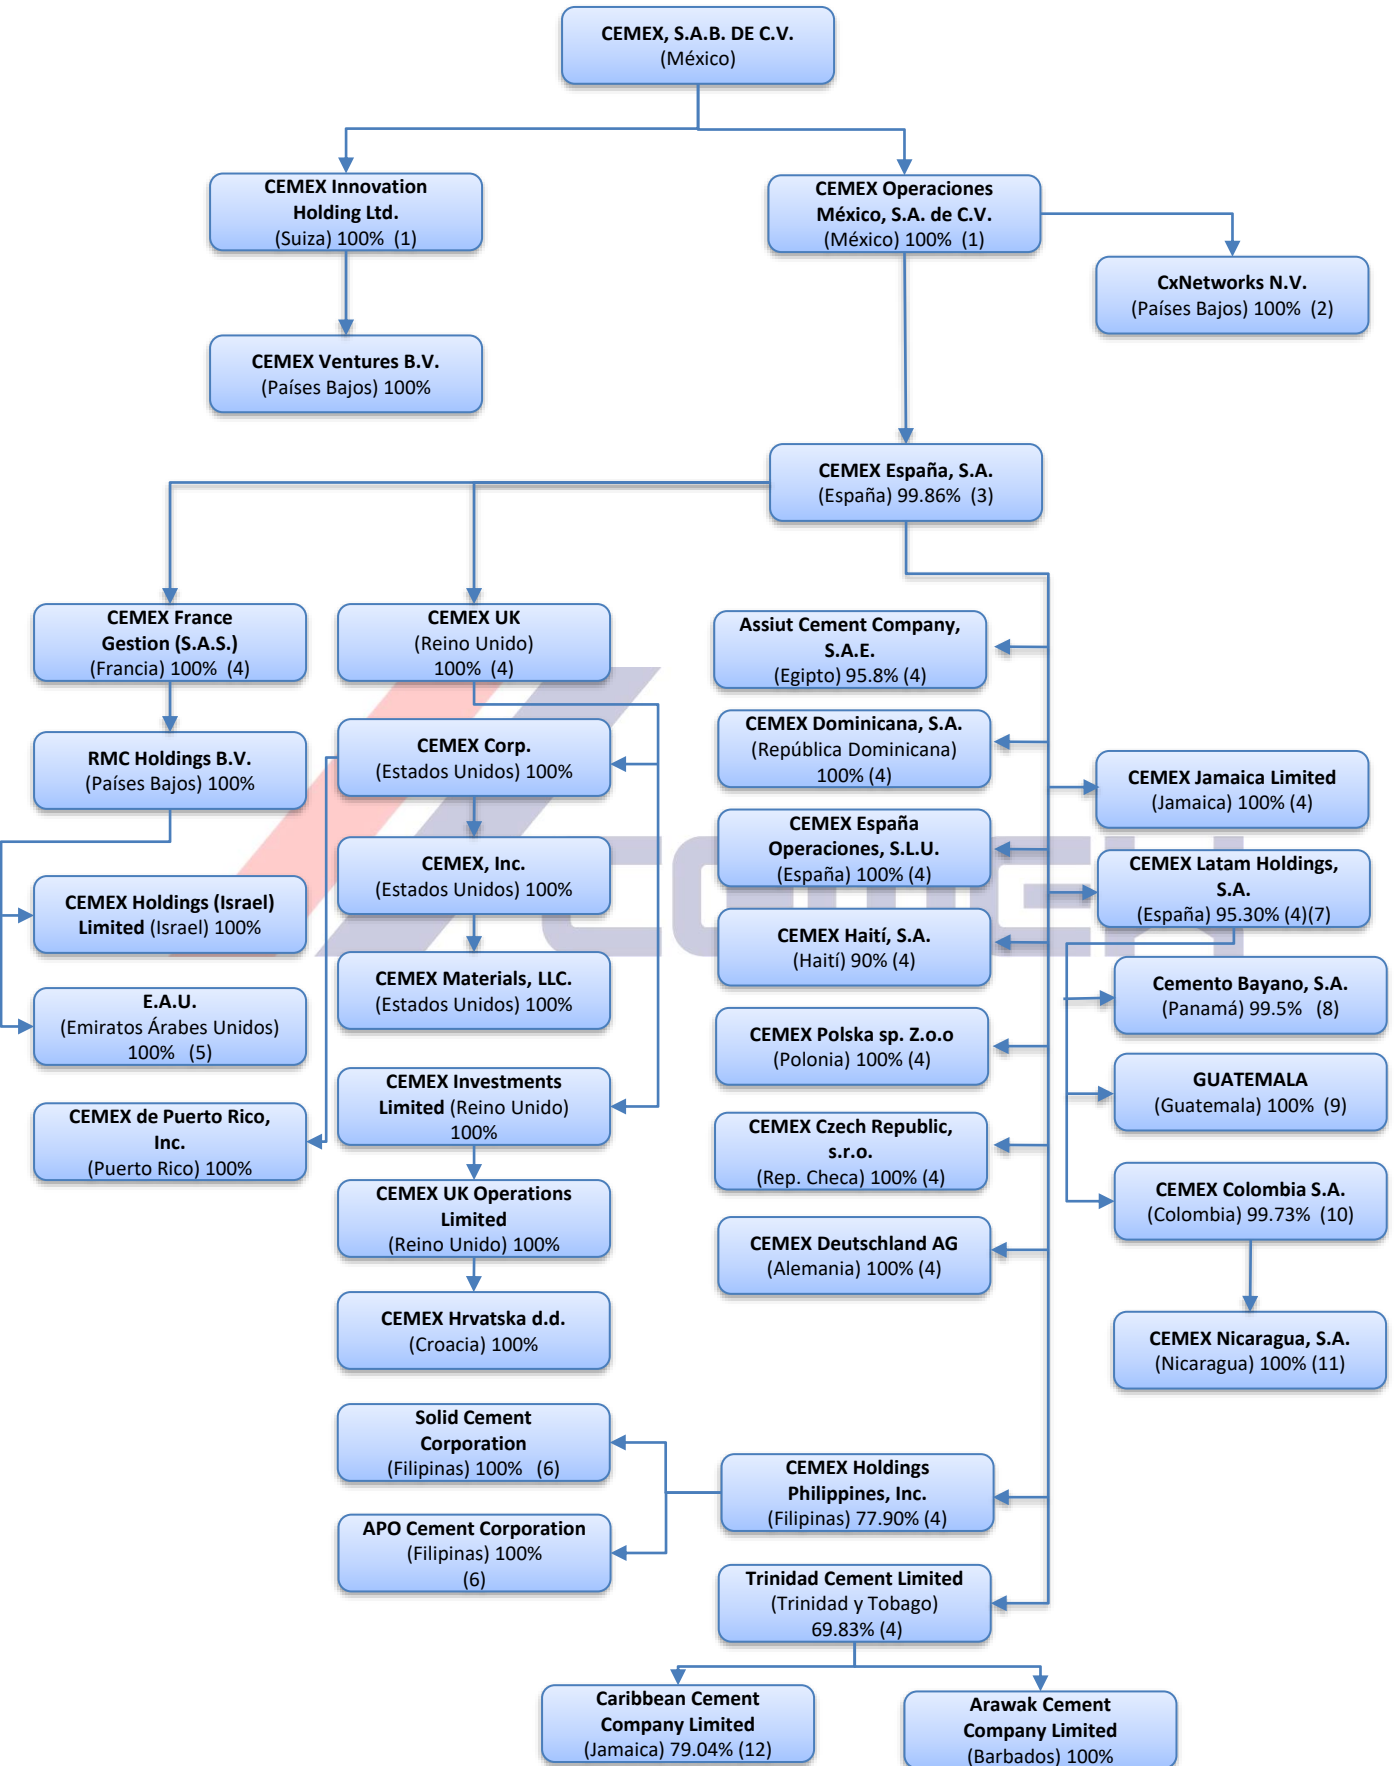 CEMEX, S.A.B. DE C.V.
(México)
CEMEX Innovation
Holding Ltd.
(Suiza) 100% (1)
CEMEX Operaciones
México, S.A. de C.V.
(México) 100% (1)
CxNetworks N.V.
(Países Bajos) 100% (2)
CEMEX Ventures B.V.
(Países Bajos) 100%
CEMEX España, S.A.
(España) 99.86% (3)
CEMEX France
Gestion (S.A.S.)
(Francia) 100% (4)
CEMEX UK
(Reino Unido)
100% (4)
RMC Holdings B.V.
(Países Bajos) 100%
CEMEX Corp.
(Estados Unidos) 100%
CEMEX, Inc.
(Estados Unidos) 100%
CEMEX Holdings (Israel)
Limited (Israel) 100%
CEMEX Materials, LLC.
(Estados Unidos) 100%
E.A.U.
(Emiratos Árabes Unidos)
100% (5)
CEMEX Investments
Limited (Reino Unido)
100%
CEMEX de Puerto Rico,
Inc.
(Puerto Rico) 100%
CEMEX UK Operations
Limited
(Reino Unido) 100%
CEMEX Hrvatska d.d.
(Croacia) 100%
Assiut Cement Company,
S.A.E.
(Egipto) 95.8% (4)
CEMEX Dominicana, S.A.
(República Dominicana)
100% (4)
CEMEX España
Operaciones, S.L.U.
(España) 100% (4)
CEMEX Haití, S.A.
(Haití) 90% (4)
CEMEX Polska sp. Z.o.o
(Polonia) 100% (4)
CEMEX Czech Republic,
s.r.o.
(Rep. Checa) 100% (4)
CEMEX Deutschland AG
(Alemania) 100% (4)
CEMEX Jamaica Limited
(Jamaica) 100% (4)
CEMEX Latam Holdings,
S.A.
(España) 95.30% (4)(7)
Cemento Bayano, S.A.
(Panamá) 99.5% (8)
GUATEMALA
(Guatemala) 100% (9)
CEMEX Colombia S.A.
(Colombia) 99.73% (10)
CEMEX Nicaragua, S.A.
(Nicaragua) 100% (11)
Solid Cement
Corporation
(Filipinas) 100% (6)
APO Cement Corporation
(Filipinas) 100%
(6)
CEMEX Holdings
Philippines, Inc.
(Filipinas) 77.90% (4)
Trinidad Cement Limited
(Trinidad y Tobago)
69.83% (4)
Caribbean Cement
Company Limited
(Jamaica) 79.04% (12)
Arawak Cement
Company Limited
(Barbados) 100%
CEMEX